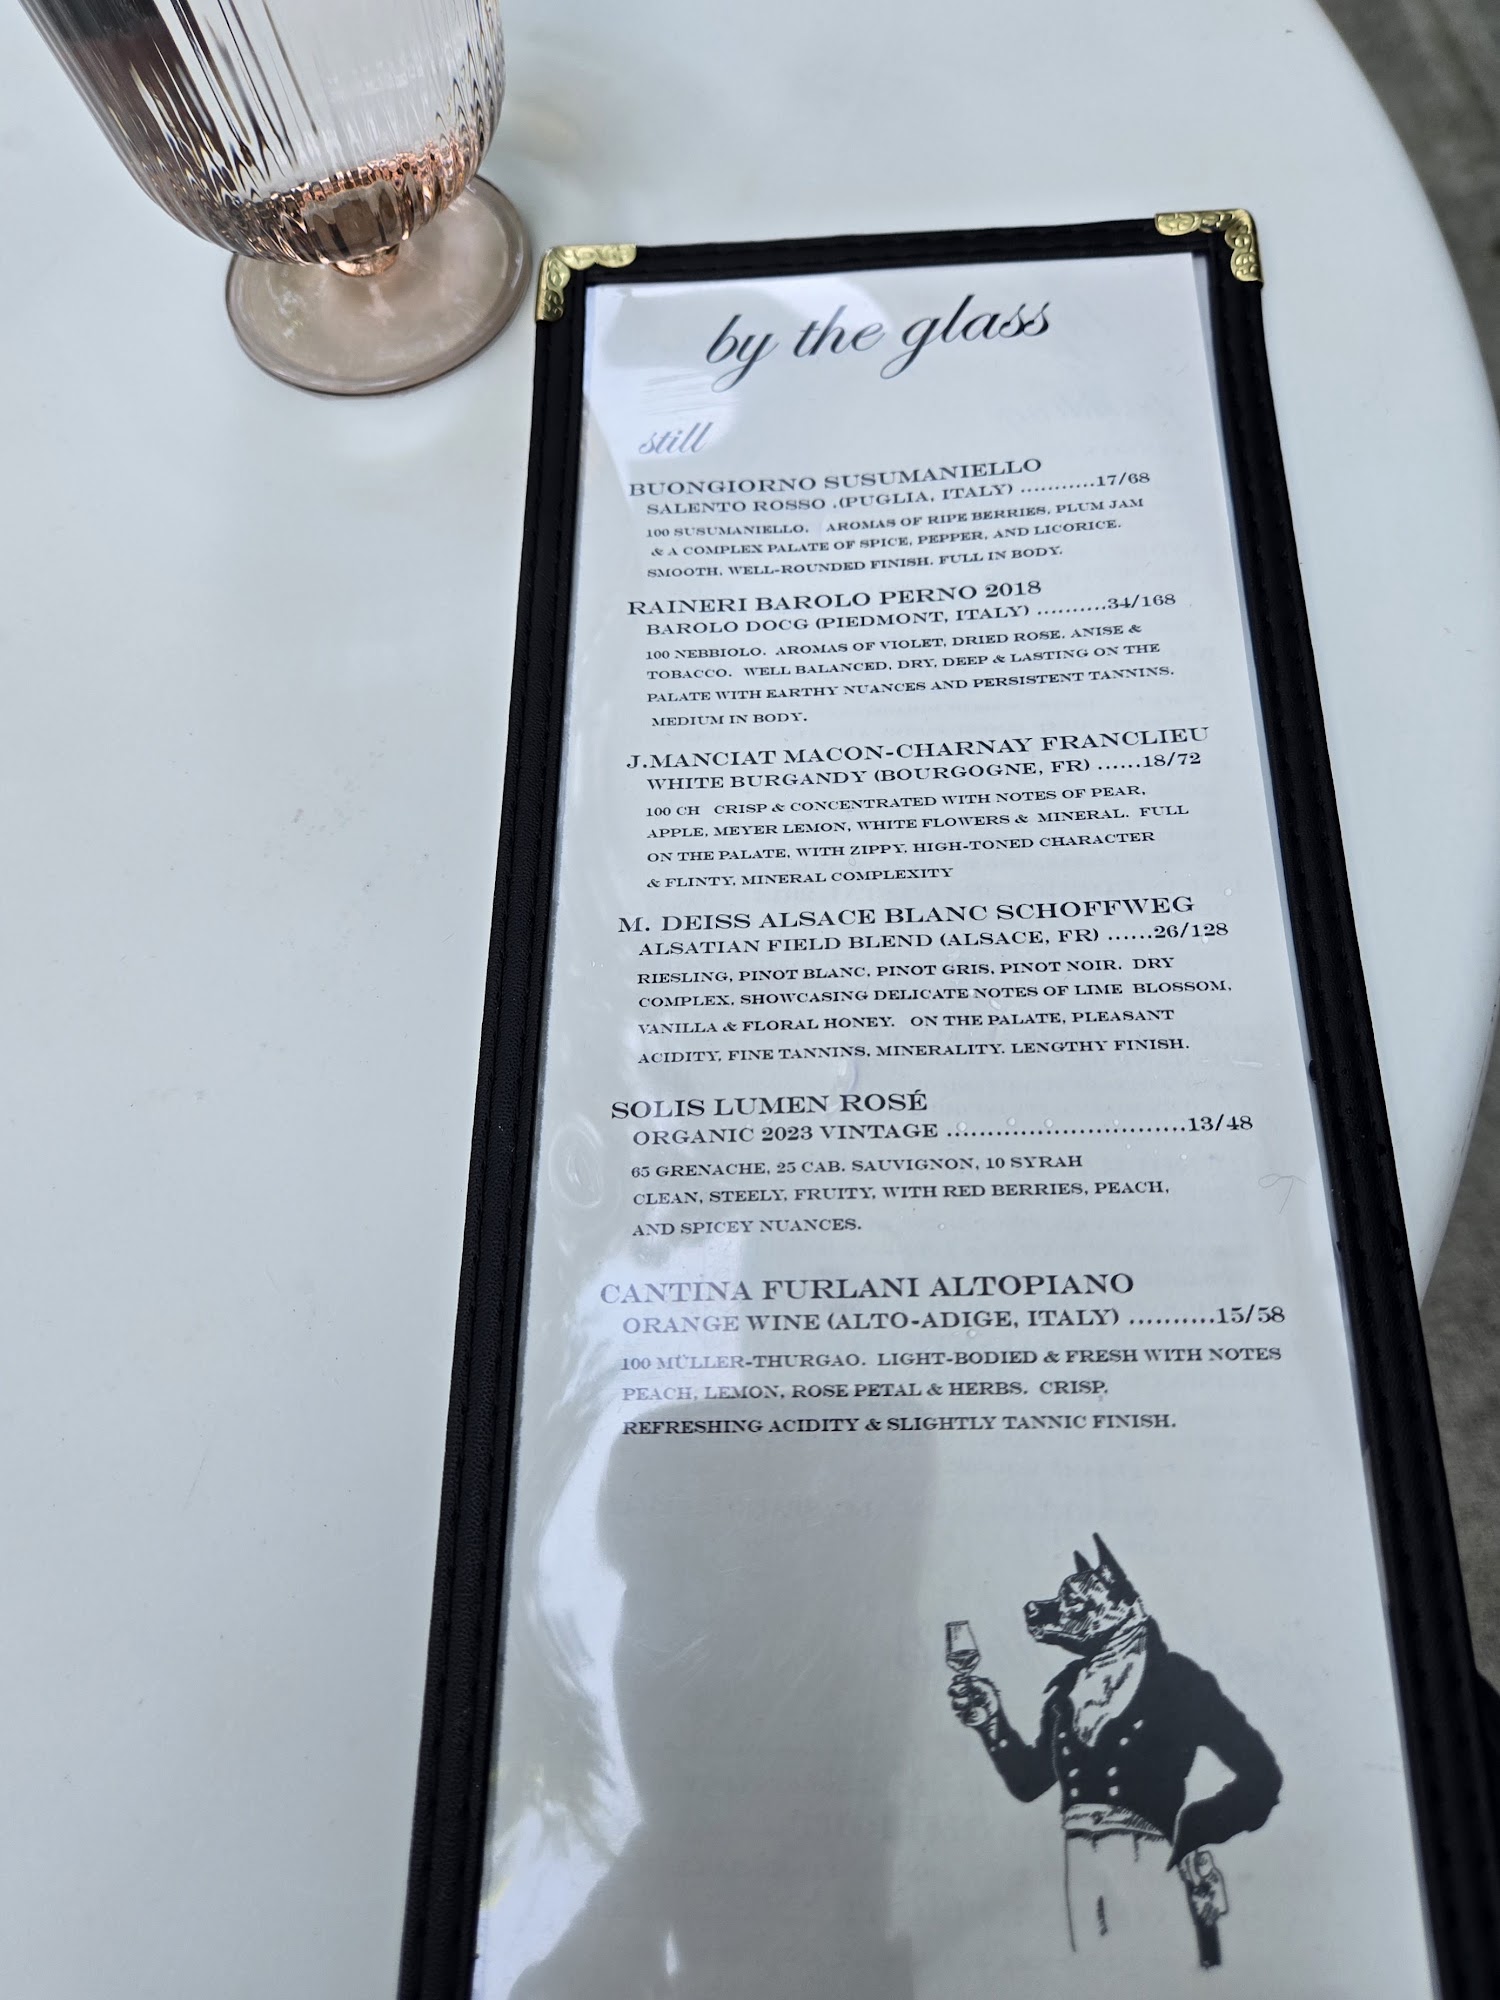 by the glass
still
BUONGIORNO SUSUMANIELLO
SALENTO ROSSO .(PUGLIA, ITALY) ...........17/68
100 SUSUMANIELLO. AROMAS OF RIPE BERRIES, PLUM JAM
& A COMPLEX PALATE OF SPICE, PEPPER, AND LICORICE.
SMOOTH, WELL-ROUNDED FINISH. FULL IN BODY.
RAINERI BAROLO PERNO 2018
BAROLO DOCG (PIEDMONT, ITALY) ..........34/168
100 NEBBIOLO. AROMAS OF VIOLET, DRIED ROSE, ANISE &
TOBACCO. WELL BALANCED, DRY, DEEP & LASTING ON THE
PALATE WITH EARTHY NUANCES AND PERSISTENT TANNINS.
MEDIUM IN BODY.
J.MANCIAT MACON-CHARNAY FRANCLIEU
WHITE BURGANDY (BOURGOGNE, FR) ......18/72
100 CH CRISP & CONCENTRATED WITH NOTES OF PEAR,
APPLE, MEYER LEMON, WHITE FLOWERS & MINERAL. FULL
ON THE PALATE, WITH ZIPPY, HIGH-TONED CHARACTER
& FLINTY, MINERAL COMPLEXITY
M. DEISS ALSACE BLANC SCHOFFWEG
ALSATIAN FIELD BLEND (ALSACE, FR) ......26/128
RIESLING, PINOT BLANC, PINOT GRIS, PINOT NOIR. DRY
COMPLEX, SHOWCASING DELICATE NOTES OF LIME BLOSSOM,
VANILLA & FLORAL HONEY. ON THE PALATE, PLEASANT
ACIDITY, FINE TANNINS, MINERALITY. LENGTHY FINISH.
SOLIS LUMEN ROSÉ
ORGANIC 2023 VINTAGE .............................13/48
65 GRENACHE, 25 CAB. SAUVIGNON, 10 SYRAH
CLEAN, STEELY, FRUITY, WITH RED BERRIES, PEACH,
AND SPICEY NUANCES.
CANTINA FURLANI ALTOPIANO
ORANGE WINE (ALTO-ADIGE, ITALY) ..........15/58
100 MÜLLER-THURGAO. LIGHT-BODIED & FRESH WITH NOTES
PEACH, LEMON, ROSE PETAL & HERBS. CRISP,
REFRESHING ACIDITY & SLIGHTLY TANNIC FINISH.